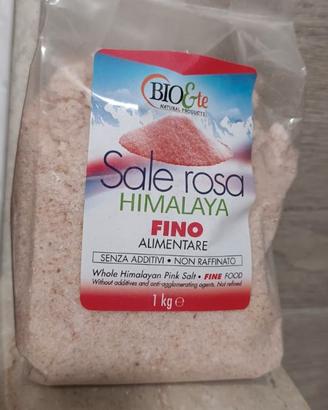 BIO&te
NATURAL PRODUCTS
Sale rosa
HIMALAYA
FINO
ALIMENTARE
SENZA ADDITIVI • NON RAFFINATO
Whole Himalayan Pink Salt • FINE FOOD
Without additives and anti-agglomerating agents. Not refined
1 kg e